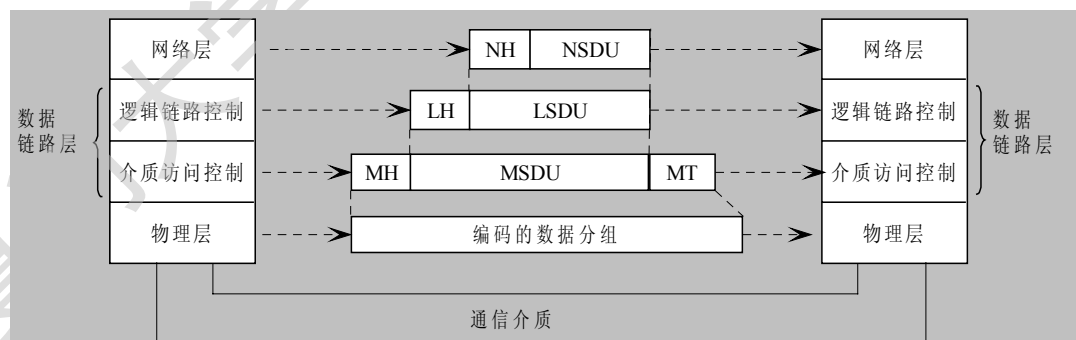 网络层 NH NSDU 网络层
数据
链路层
逻辑链路控制 LH LSDU 逻辑链路控制
数据
链路层
介质访问控制 MH MSDU MT 介质访问控制
物理层 编码的数据分组 物理层
通信介质